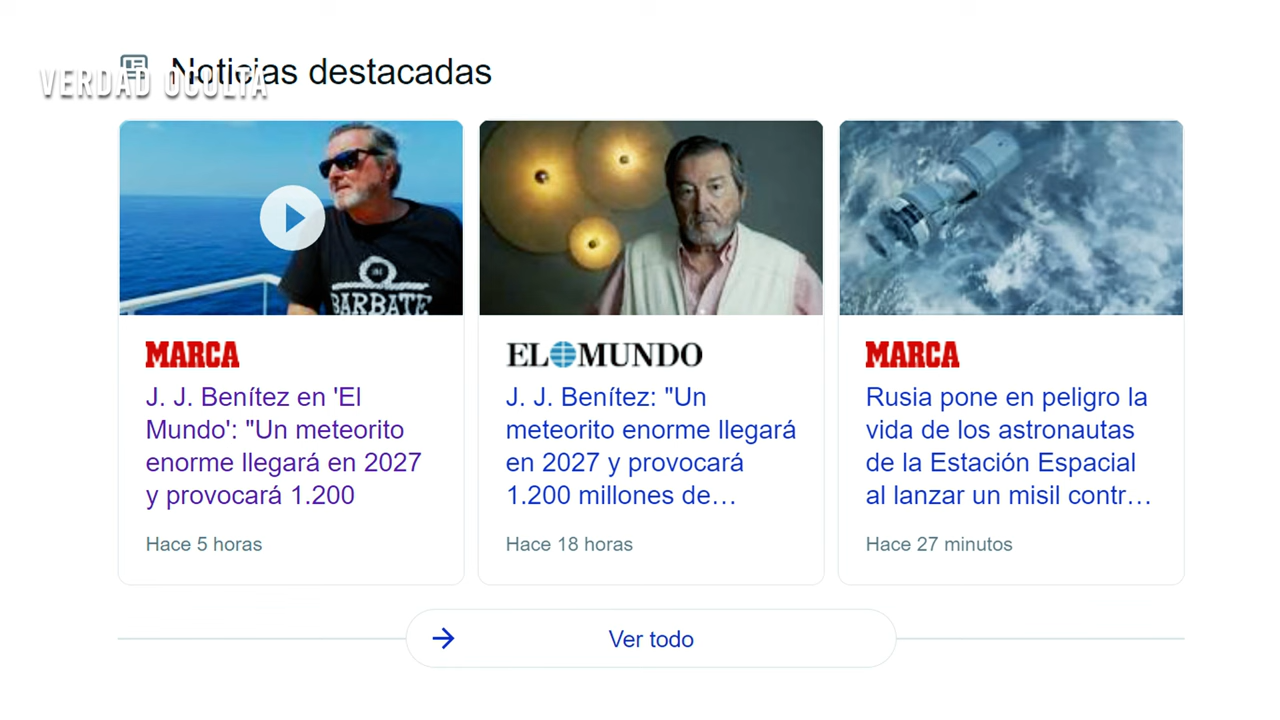 Noticias destacadas
VERDAD OCULTA
BARBATE
MARCA
J. J. Benítez en 'El
Mundo': "Un meteorito
enorme llegará en 2027
y provocará 1.200
Hace 5 horas
EL MUNDO
J. J. Benítez: "Un
meteorito enorme llegará
en 2027 y provocará
1.200 millones de…
Hace 18 horas
MARCA
Rusia pone en peligro la
vida de los astronautas
de la Estación Espacial
al lanzar un misil contr…
Hace 27 minutos
Ver todo